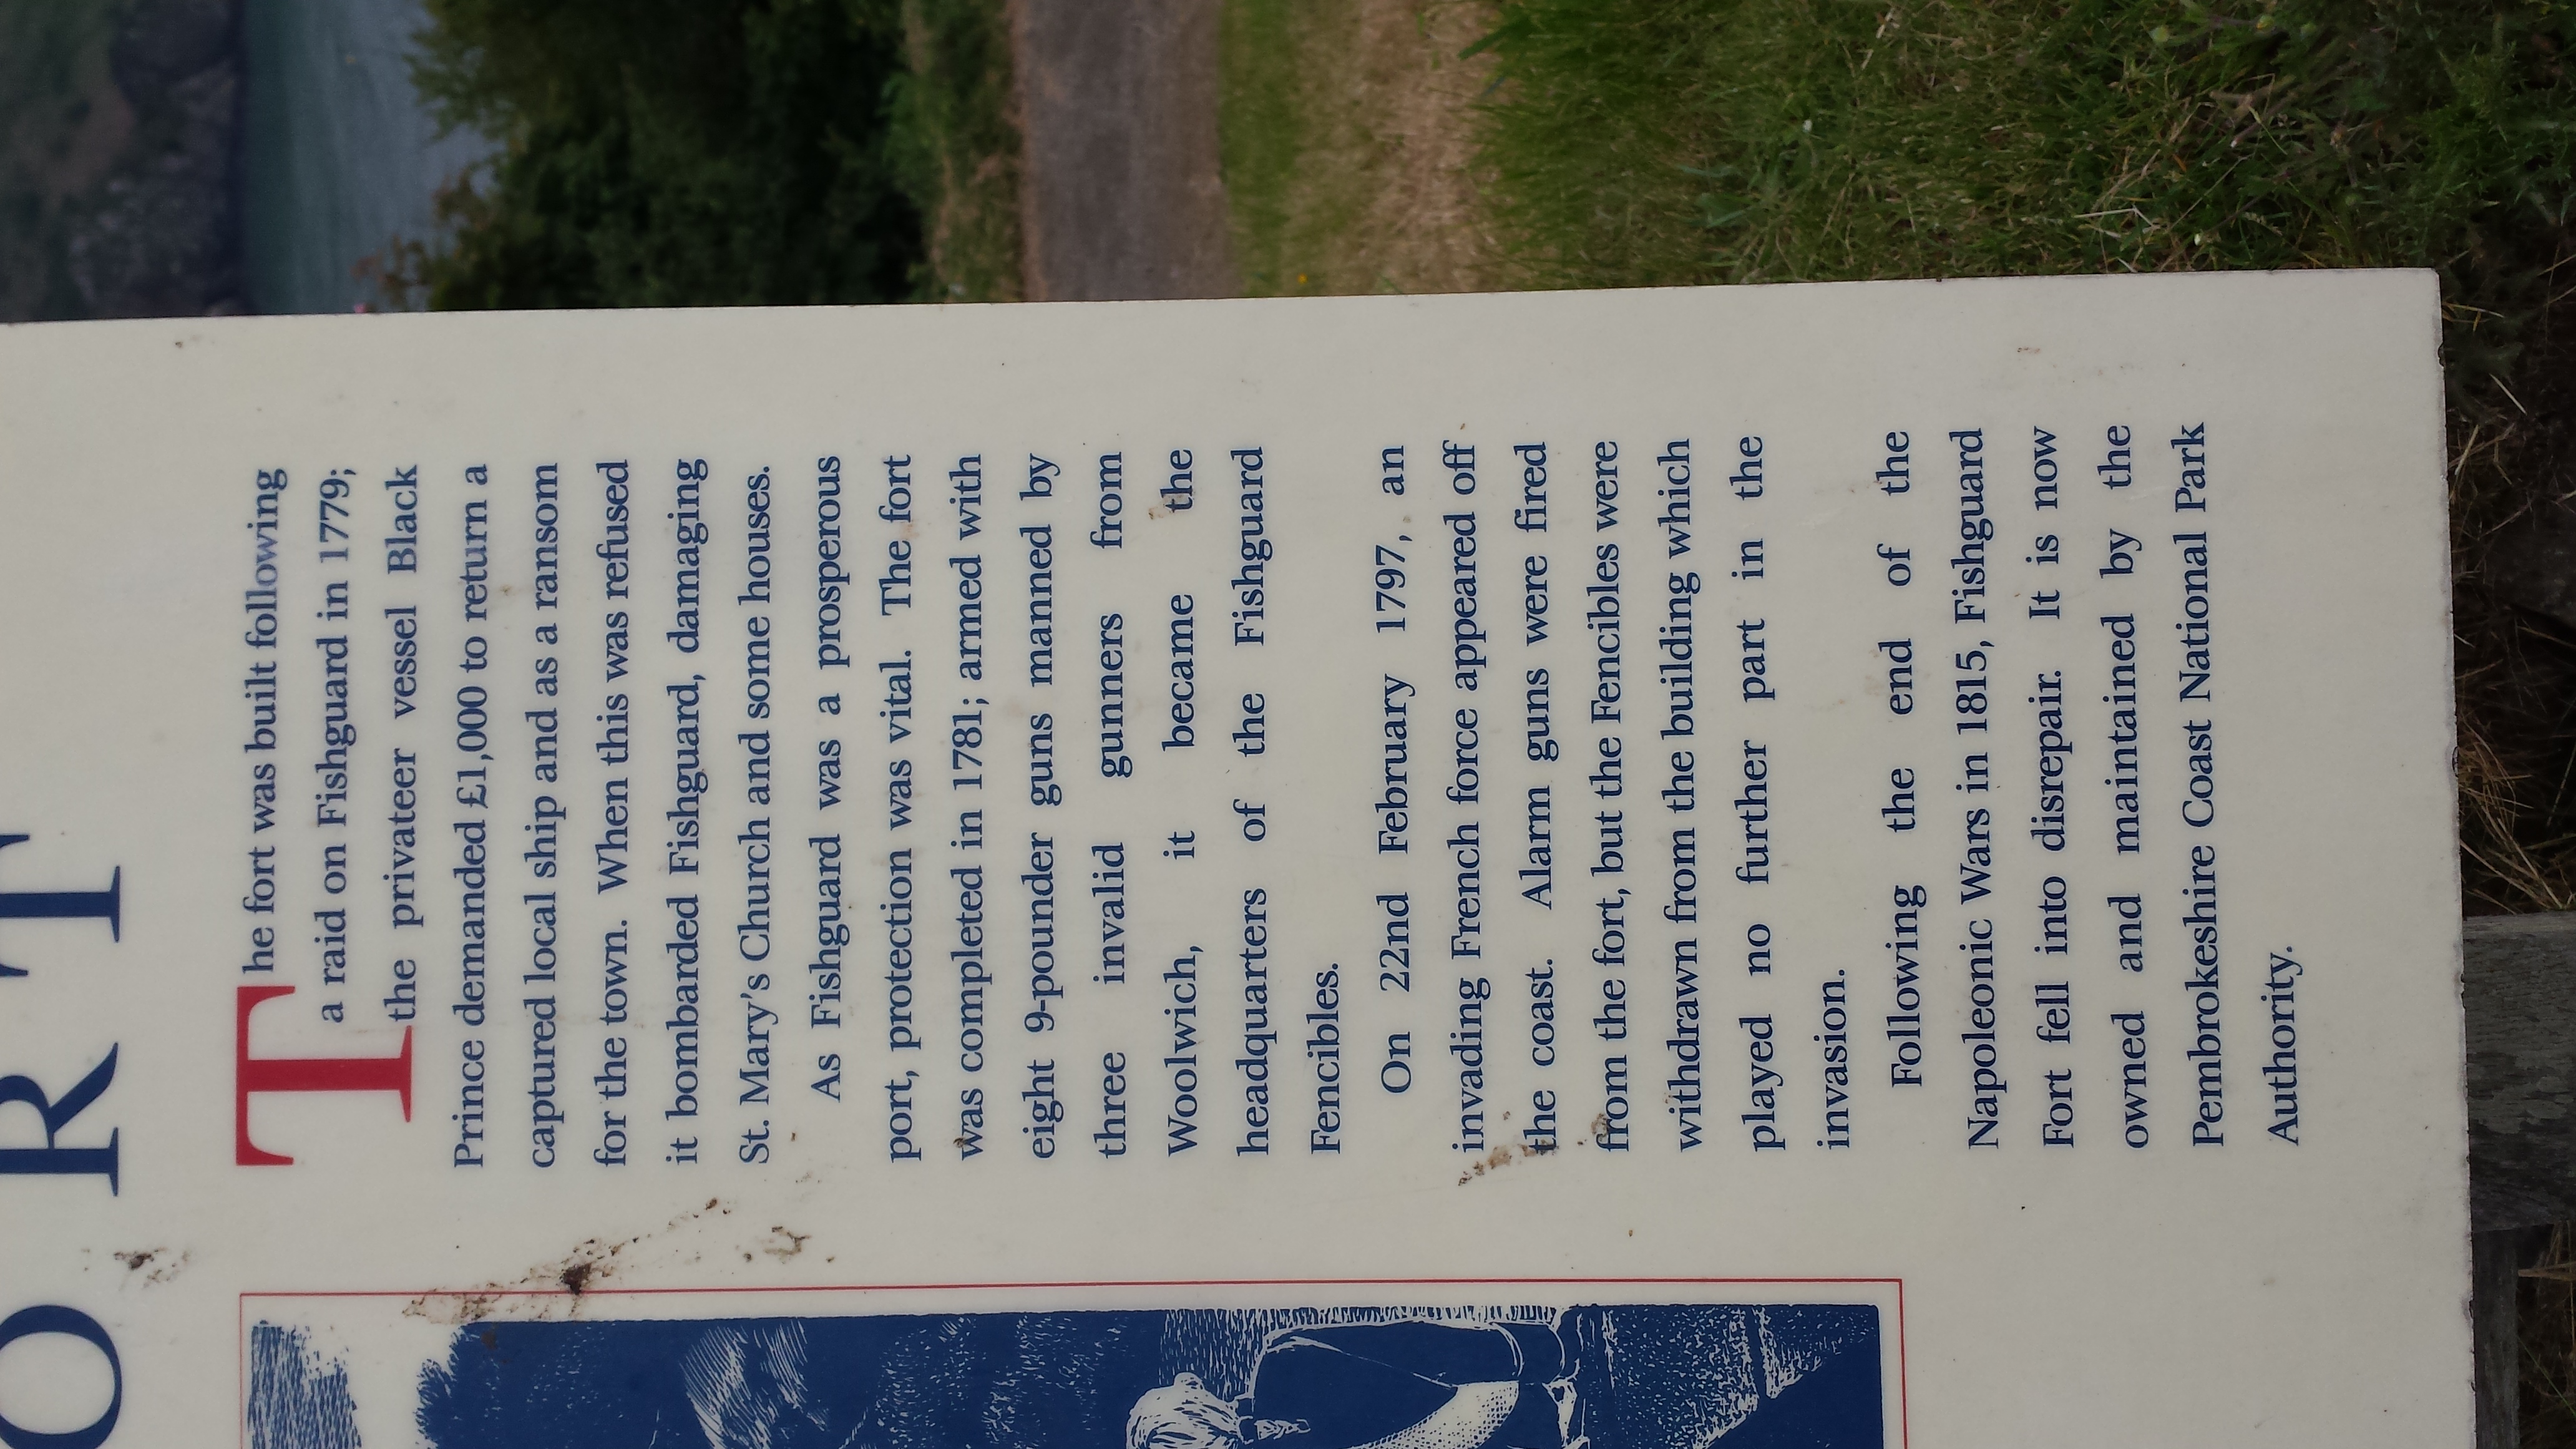 ORT
The fort was built following
a raid on Fishguard in 1779;
the privateer vessel Black
Prince demanded £1,000 to return a
captured local ship and as a ransom
for the town. When this was refused
it bombarded Fishguard, damaging
St. Mary's Church and some houses.
As Fishguard was a prosperous
port, protection was vital. The fort
was completed in 1781; armed with
eight 9-pounder guns manned by
three invalid gunners from
Woolwich, it became the
headquarters of the Fishguard
Fencibles.
On 22nd February 1797, an
invading French force appeared off
the coast. Alarm guns were fired
from the fort, but the Fencibles were
withdrawn from the building which
played no further part in the
invasion.
Following the end of the
Napoleonic Wars in 1815, Fishguard
Fort fell into disrepair. It is now
owned and maintained by the
Pembrokeshire Coast National Park
Authority.